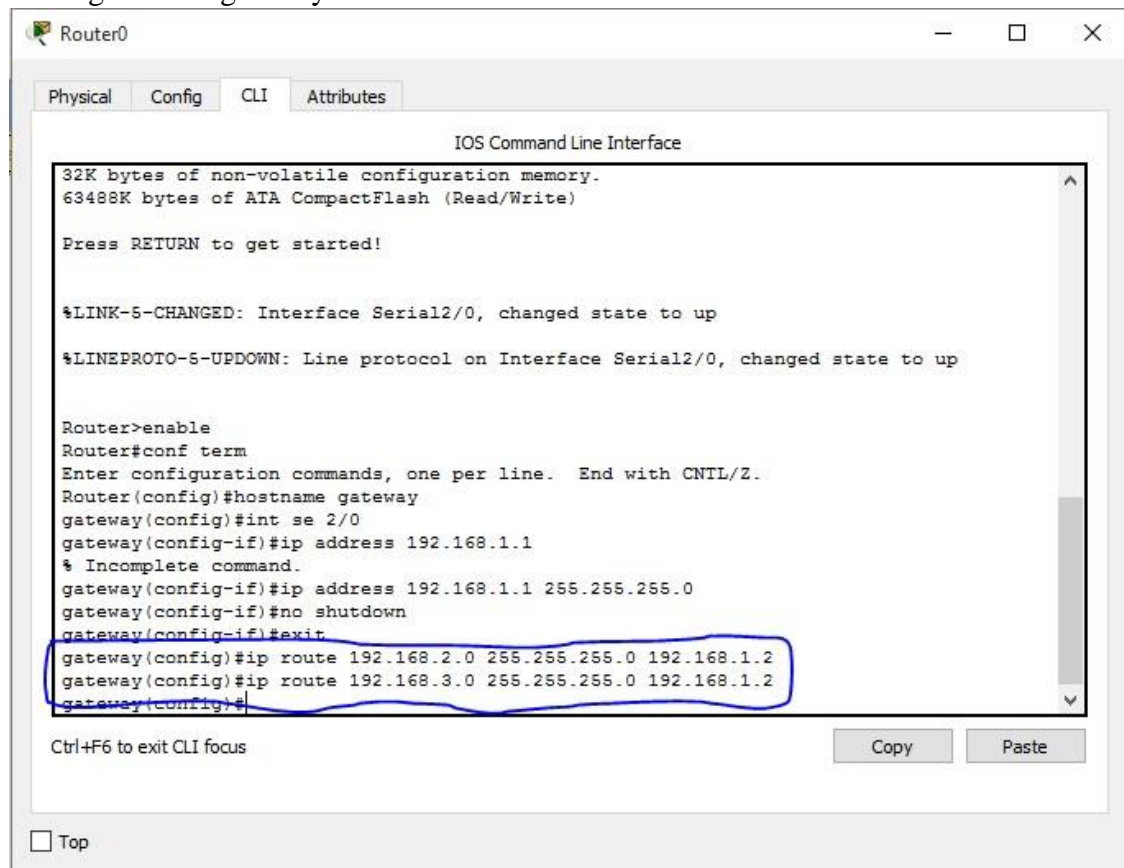 Router0
Physical Config CLI Attributes
IOS Command Line Interface
32K bytes of non-volatile configuration memory.
63488K bytes of ATA CompactFlash (Read/Write)
Press RETURN to get started!
%LINK-5-CHANGED: Interface Serial2/0, changed state to up
%LINEPROTO-5-UPDOWN: Line protocol on Interface Serial2/0, changed state to up
Router>enable
Router#conf term
Enter configuration commands, one per line.  End with CNTL/Z.
Router(config)#hostname gateway
gateway(config)#int se 2/0
gateway(config-if)#ip address 192.168.1.1
% Incomplete command.
gateway(config-if)#ip address 192.168.1.1 255.255.255.0
gateway(config-if)#no shutdown
gateway(config-if)#exit
gateway(config)#ip route 192.168.2.0 255.255.255.0 192.168.1.2
gateway(config)#ip route 192.168.3.0 255.255.255.0 192.168.1.2
gateway(config)#
Ctrl+F6 to exit CLI focus
Copy Paste
Top